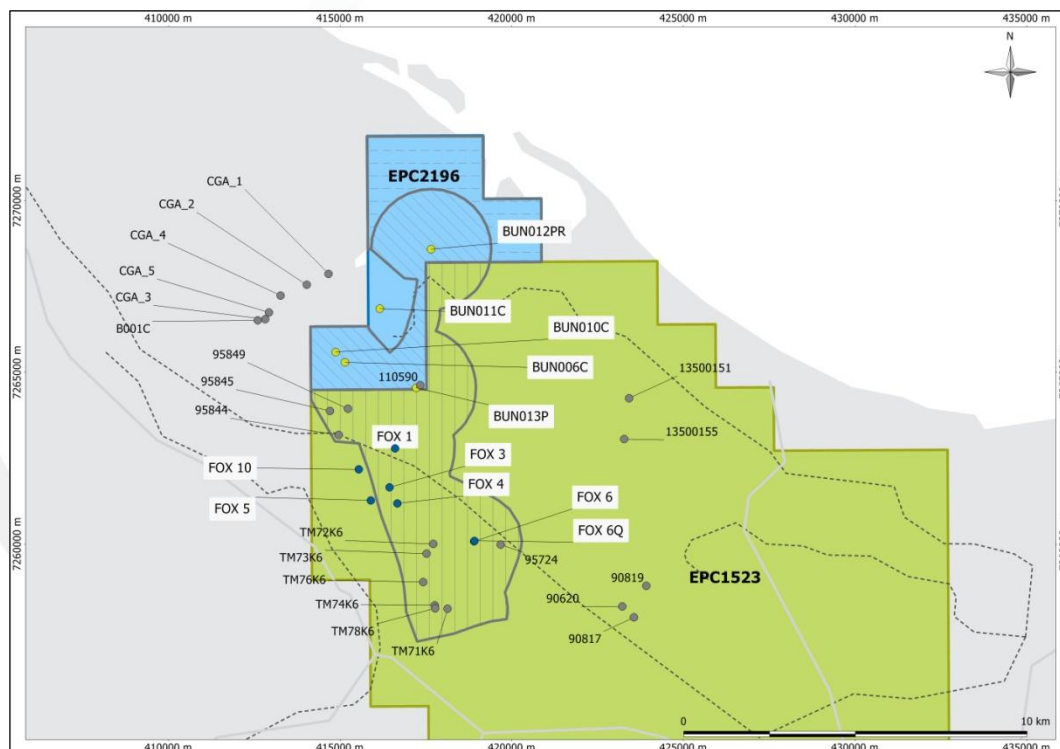 410000 m
415000 m
420000 m
425000 m
430000 m
435000 m
N
EPC2196
CGA_1
CGA_2
7270000 m
BUN012PR
CGA_4
CGA_5
CGA_3
BUN011C
B001C
BUN010C
95849
BUN006C
7265000 m
110590
13500151
95845
95844
BUN013P
13500155
FOX 1
FOX 3
FOX 10
FOX 4
FOX 5
FOX 6
TM72K6
FOX 6Q
7260000 m
TM73K6
95724
TM76K6
90819
EPC1523
TM74K6
90620
TM78K6
90817
TM71K6
0
10 km
410000 m
415000 m
420000 m
425000 m
430000 m
435000 m